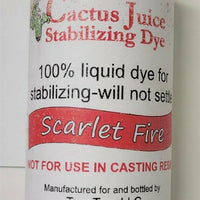 Cactus Juice
Stabilizing Dye
100% liquid dye for
stabilizing-will not settle
Scarlet Fire
NOT FOR USE IN CASTING RESI
Manufactured for and bottled by